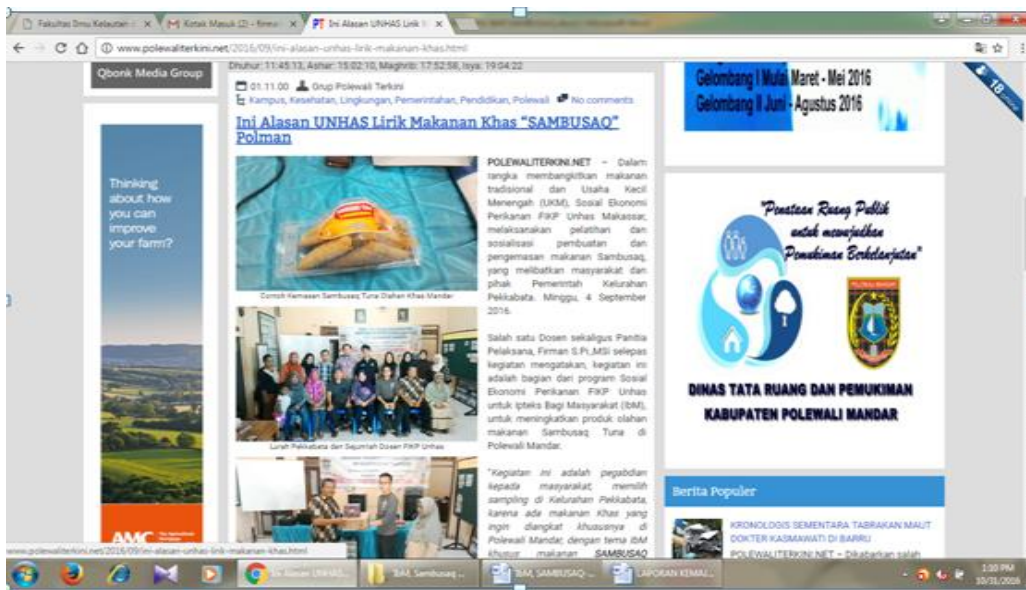 Fakultas Ilmu Kelautan
Kotak Masuk (2) - firma
PT Ini Alasan UNHAS Lirik
www.polewaliterkini.net/2016/09/ini-alasan-unhas-lirik-makanan-khas.html
Qbonk Media Group
Thinking
about how
you can
improve
your farm?
AMC
Dhuhur: 11:45:13, Ashar: 15:02:10, Maghrib: 17:52:58, Isya: 19:04:22
01.11.00 Grup Polewali Terkini
Kampus, Kesehatan, Lingkungan, Pemerintahan, Pendidikan, Polewali No comments
Ini Alasan UNHAS Lirik Makanan Khas “SAMBUSAQ”
Polman
Contoh Kemasan Sambusaq Tuna Olahan Khas Mandar
Lurah Pekkabata dan Sejumlah Dosen FIKP Unhas
POLEWALITERKINI.NET – Dalam
rangka membangkitkan makanan
tradisional dan Usaha Kecil
Menengah (UKM), Sosial Ekonomi
Perikanan FIKP Unhas Makassar,
melaksanakan pelatihan dan
sosialisasi pembuatan dan
pengemasan makanan Sambusaq,
yang melibatkan masyarakat dan
pihak Pemerintah Kelurahan
Pekkabata. Minggu, 4 September
2016.
Salah satu Dosen sekaligus Panitia
Pelaksana, Firman S.Pi.,MSi selepas
kegiatan mengatakan, kegiatan ini
adalah bagian dari program Sosial
Ekonomi Perikanan FIKP Unhas
untuk Ipteks Bagi Masyarakat (IbM),
untuk meningkatkan produk olahan
makanan Sambusaq Tuna di
Polewali Mandar.
"Kegiatan ini adalah pegabdian
kepada masyarakat, memilih
sampling di Kelurahan Pekkabata,
karena ada makanan Khas yang
ingin diangkat khususnya di
Polewali Mandar, dengan tema IbM
khusus makanan SAMBUSAQ
Gelombang I Mulai Maret - Mei 2016
Gelombang II Juni - Agustus 2016
18 online
"Penataan Ruang Publik
untuk mewujudkan
Pemukiman Berkelanjutan"
DINAS TATA RUANG DAN PEMUKIMAN
KABUPATEN POLEWALI MANDAR
Berita Populer
KRONOLOGIS SEMENTARA TABRAKAN MAUT
DOKTER KASMAWATI DI BARRU
POLEWALITERKINI.NET – Dikabarkan salah
www.polewaliterkini.net/2016/09/ini-alasan-unhas-lirik-makanan-khas.html
Ini Alasan UNHAS...
IbM, Sambusaq ...
IbM, SAMBUSAQ-...
LAPORAN KEMAJ...
1:10 PM
10/31/2016